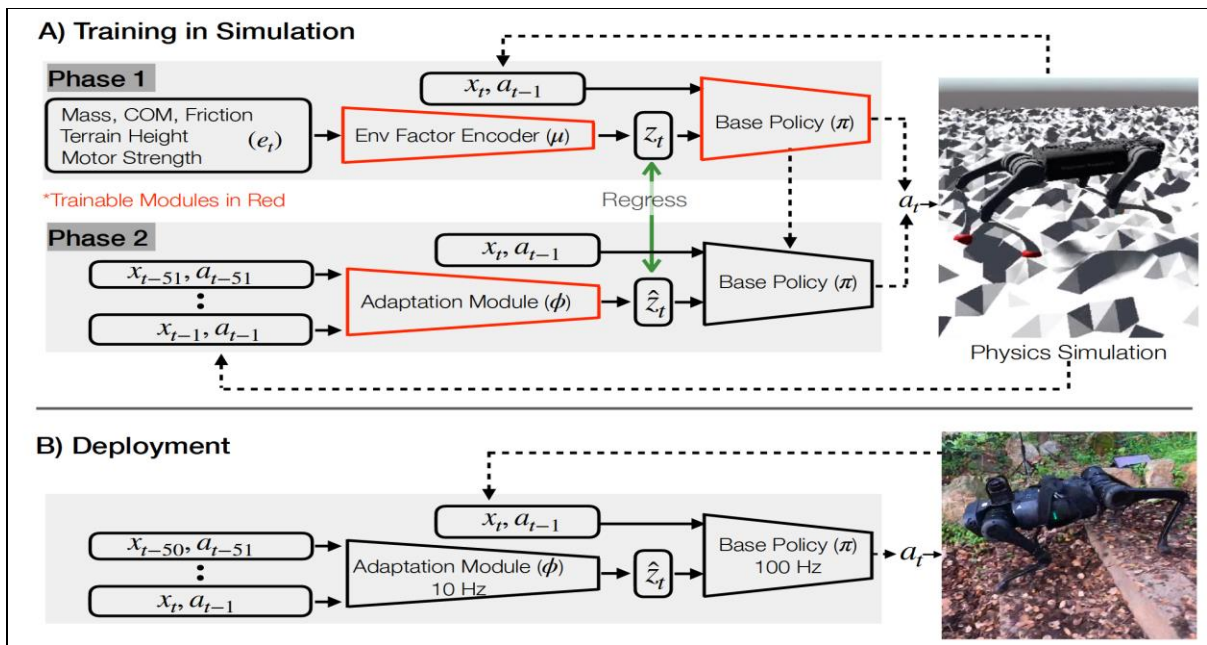 A) Training in Simulation
Phase 1
x_t, a_{t−1}
Mass, COM, Friction
Terrain Height (e_t)
Motor Strength
Env Factor Encoder (μ)
z_t
Base Policy (π)
*Trainable Modules in Red
Regress
a_t
Phase 2
x_t, a_{t−1}
x_{t−51}, a_{t−51}
⋮
x_{t−1}, a_{t−1}
Adaptation Module (ϕ)
ẑ_t
Base Policy (π)
Physics Simulation
B) Deployment
x_t, a_{t−1}
x_{t−50}, a_{t−51}
⋮
x_t, a_{t−1}
Adaptation Module (ϕ)
10 Hz
ẑ_t
Base Policy (π)
100 Hz
a_t